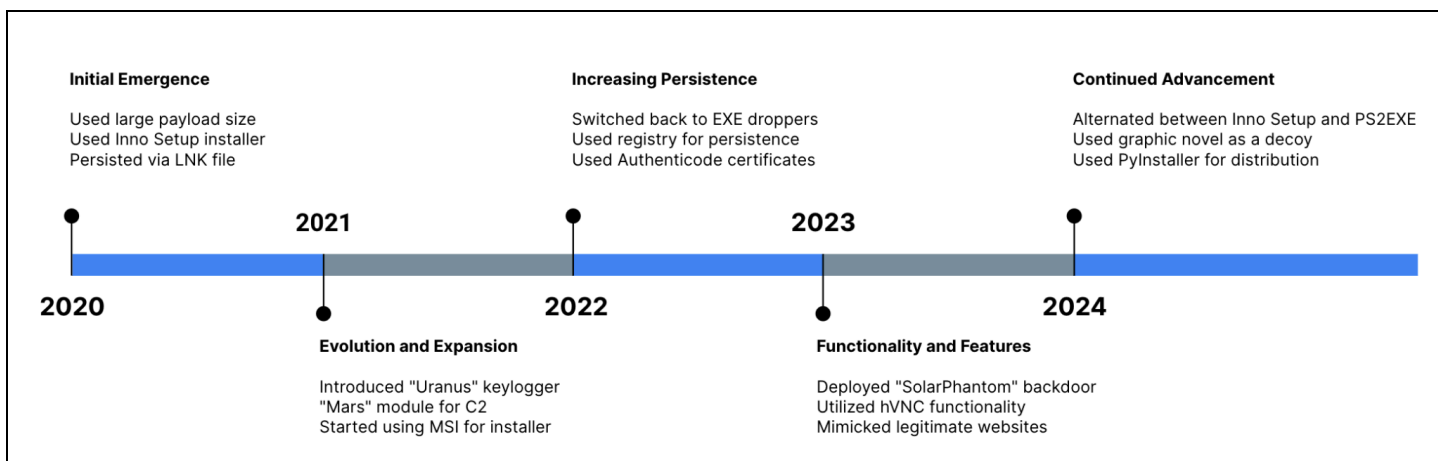 Initial Emergence
Used large payload size
Used Inno Setup installer
Persisted via LNK file
2020
2021
Evolution and Expansion
Introduced "Uranus" keylogger
"Mars" module for C2
Started using MSI for installer
Increasing Persistence
Switched back to EXE droppers
Used registry for persistence
Used Authenticode certificates
2022
2023
Functionality and Features
Deployed "SolarPhantom" backdoor
Utilized hVNC functionality
Mimicked legitimate websites
Continued Advancement
Alternated between Inno Setup and PS2EXE
Used graphic novel as a decoy
Used PyInstaller for distribution
2024